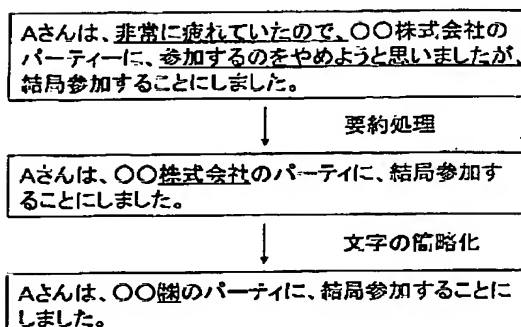 Aさんは、非常に疲れていたので、〇〇株式会社の
パーティーに、参加するのをやめようと思いましたが、
結局参加することにしました。
要約処理
Aさんは、〇〇株式会社のパーティに、結局参加す
ることにしました。
文字の簡略化
Aさんは、〇〇㈱のパーティに、結局参加することに
しました。